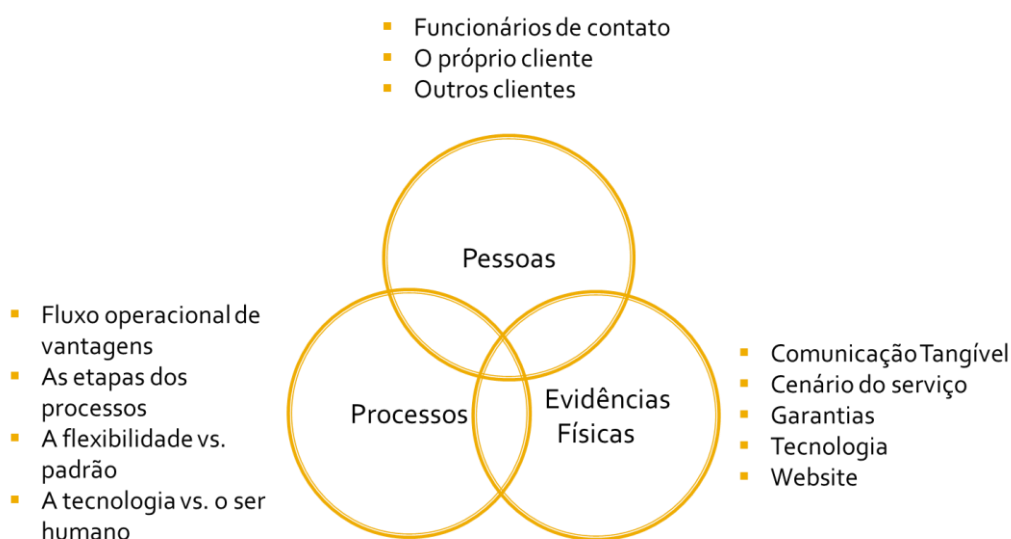 ▪ Funcionários de contato
▪ O próprio cliente
▪ Outros clientes
Pessoas
▪ Fluxo operacional de
vantagens
▪ As etapas dos
processos
▪ A flexibilidade vs.
padrão
▪ A tecnologia vs. o ser
humano
Processos
Evidências
Físicas
▪ Comunicação Tangível
▪ Cenário do serviço
▪ Garantias
▪ Tecnologia
▪ Website